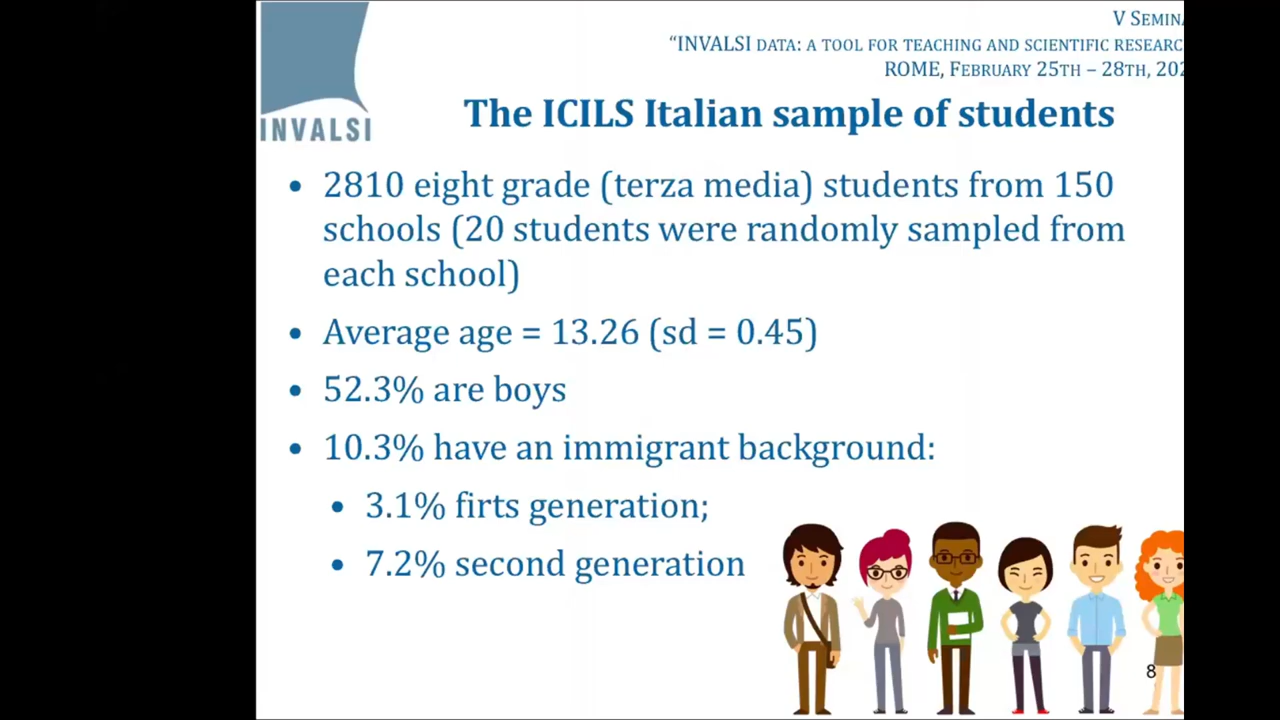 V SEMINA
“INVALSI DATA: A TOOL FOR TEACHING AND SCIENTIFIC RESEARC
ROME, FEBRUARY 25TH – 28TH, 202
INVALSI
The ICILS Italian sample of students
• 2810 eight grade (terza media) students from 150
schools (20 students were randomly sampled from
each school)
• Average age = 13.26 (sd = 0.45)
• 52.3% are boys
• 10.3% have an immigrant background:
• 3.1% firts generation;
• 7.2% second generation
8